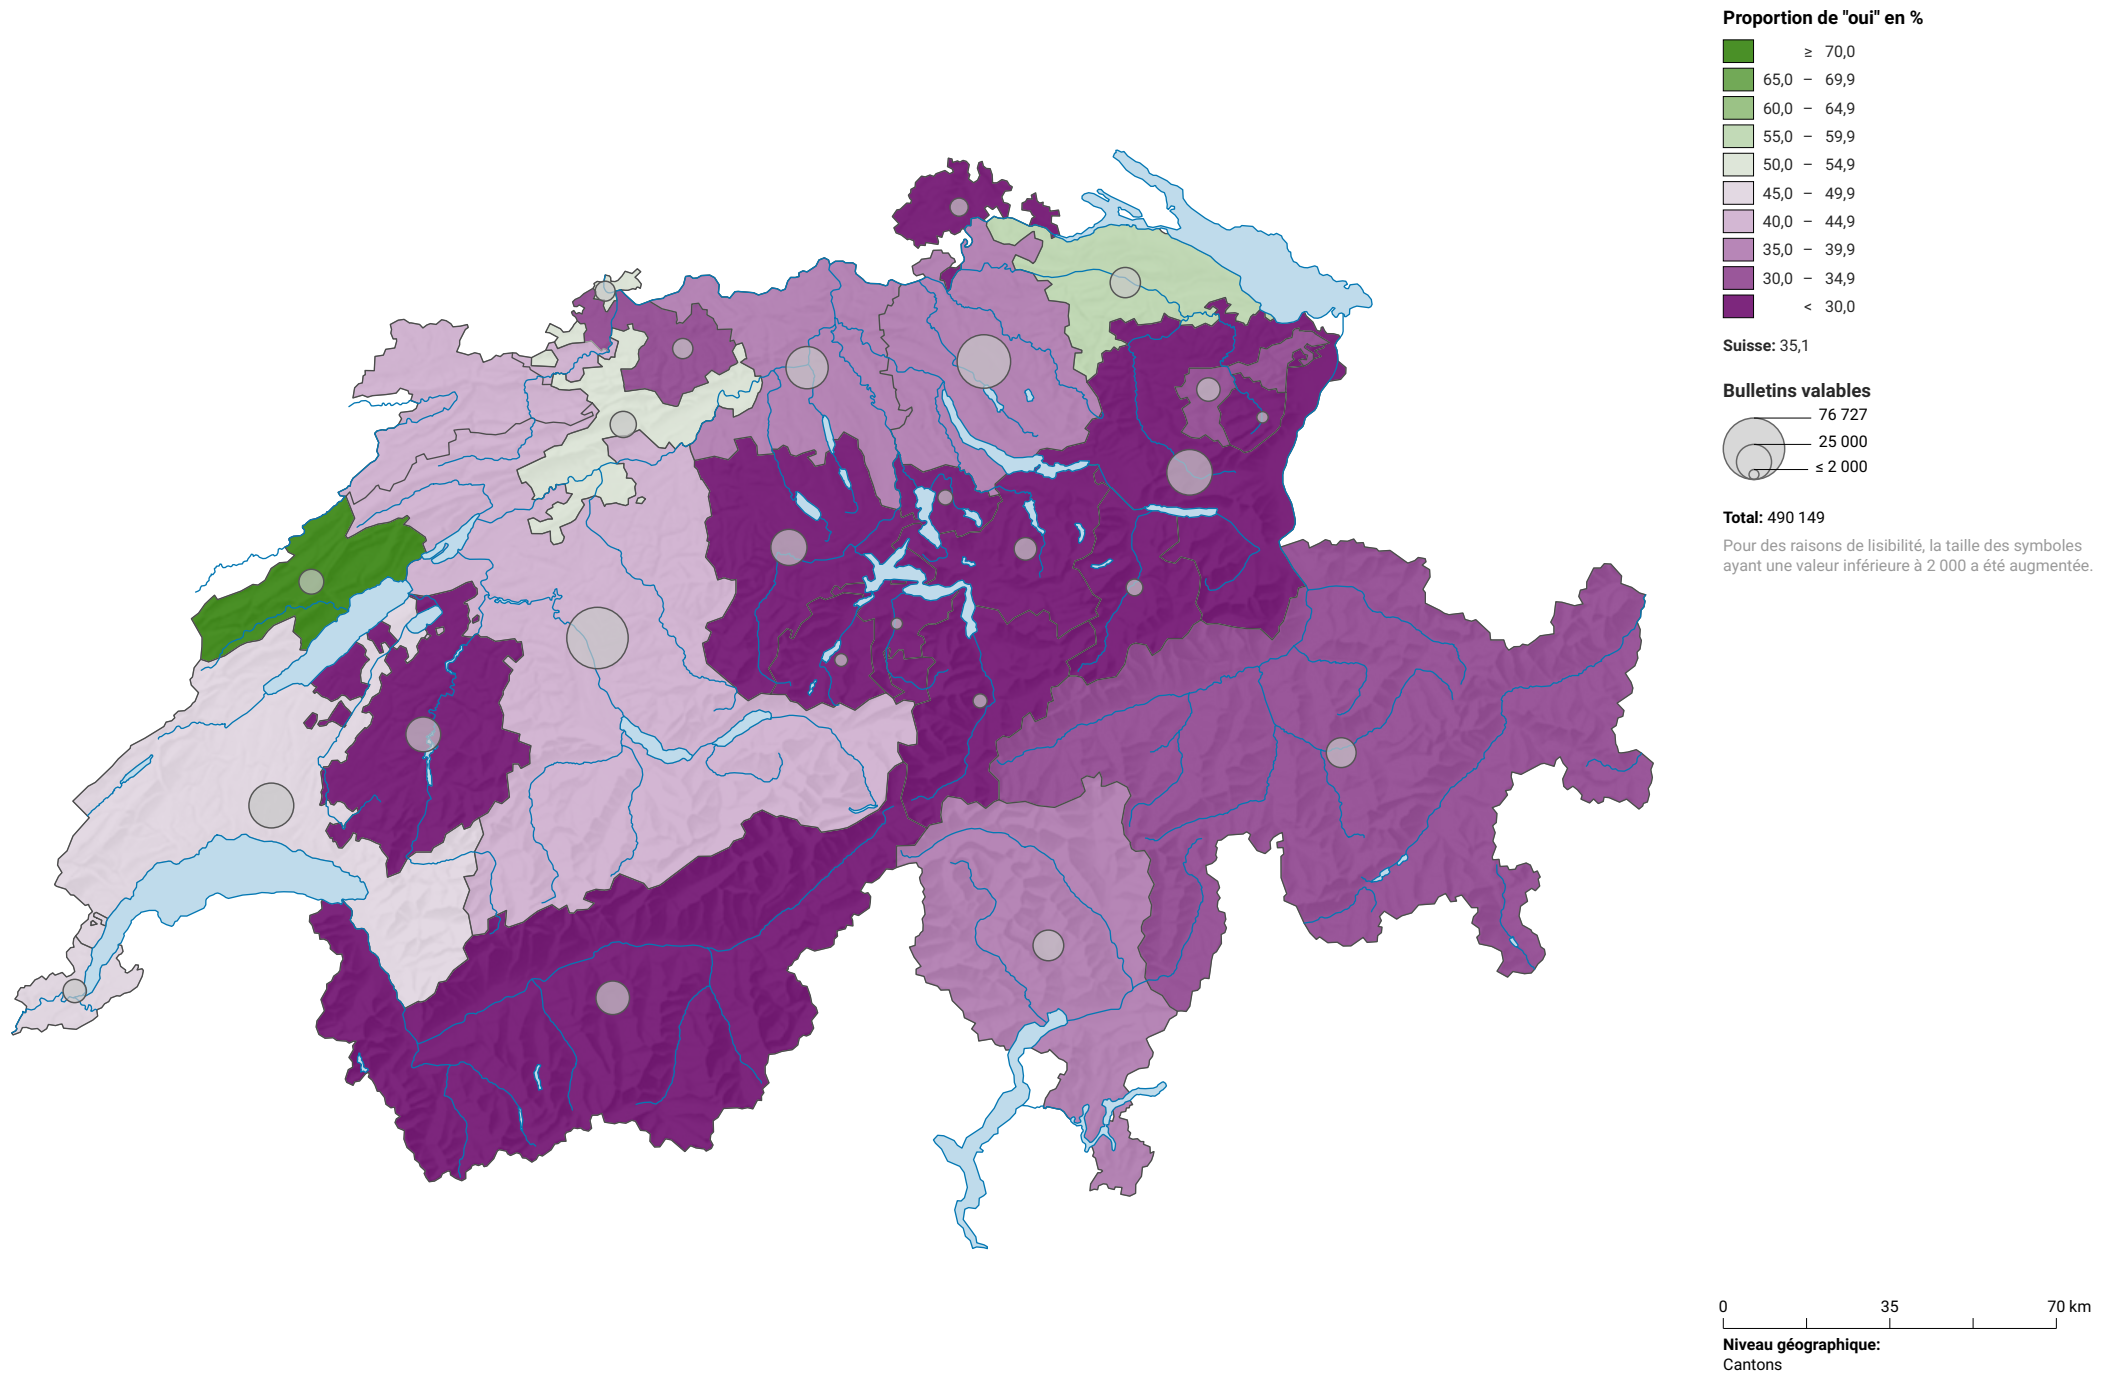 Proportion de "oui" en %
≥ 70,0
65,0 – 69,9
60,0 – 64,9
55,0 – 59,9
50,0 – 54,9
45,0 – 49,9
40,0 – 44,9
35,0 – 39,9
30,0 – 34,9
< 30,0
Suisse: 35,1
Bulletins valables
76 727
25 000
≤ 2 000
Total: 490 149
Pour des raisons de lisibilité, la taille des symboles
ayant une valeur inférieure à 2 000 a été augmentée.
0 35 70 km
Niveau géographique:
Cantons